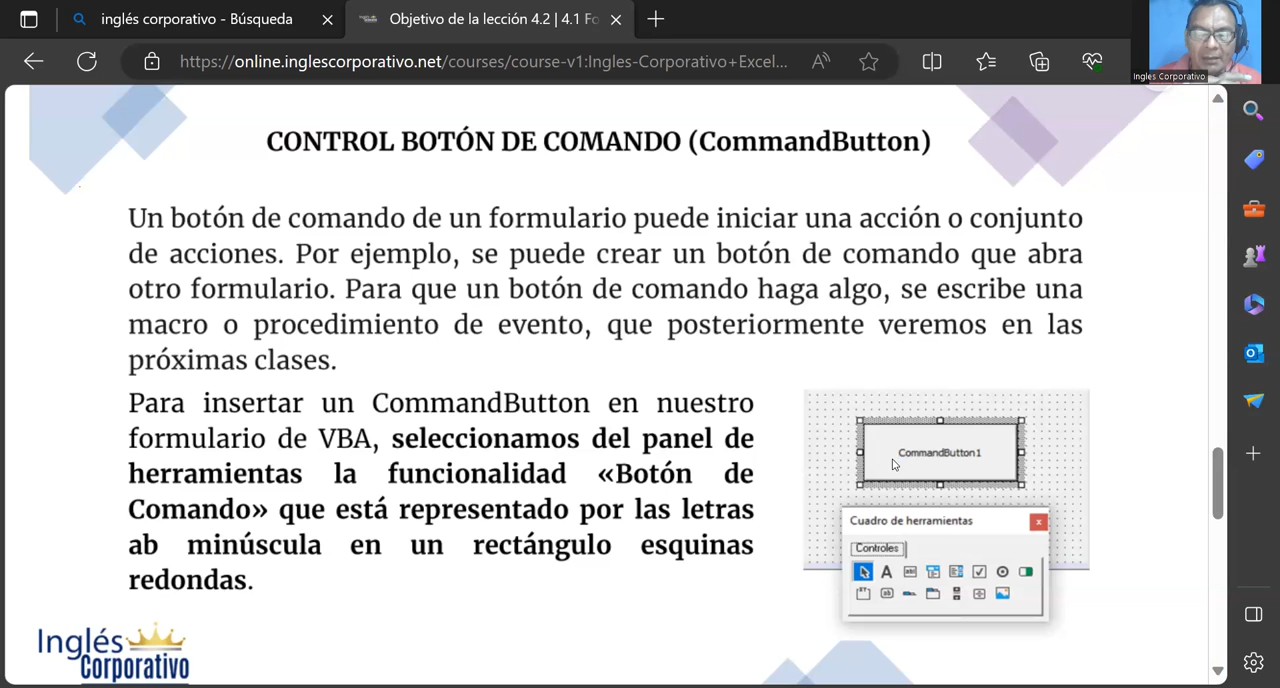 inglés corporativo - Búsqueda
Objetivo de la lección 4.2 | 4.1 Fo
https://online.inglescorporativo.net/courses/course-v1:Ingles-Corporativo+Excel...
Ingles Corporativo
CONTROL BOTÓN DE COMANDO (CommandButton)
Un botón de comando de un formulario puede iniciar una acción o conjunto
de acciones. Por ejemplo, se puede crear un botón de comando que abra
otro formulario. Para que un botón de comando haga algo, se escribe una
macro o procedimiento de evento, que posteriormente veremos en las
próximas clases.
Para insertar un CommandButton en nuestro
formulario de VBA, seleccionamos del panel de
herramientas la funcionalidad «Botón de
Comando» que está representado por las letras
ab minúscula en un rectángulo esquinas
redondas.
CommandButton1
Cuadro de herramientas
Controles
Inglés
Corporativo